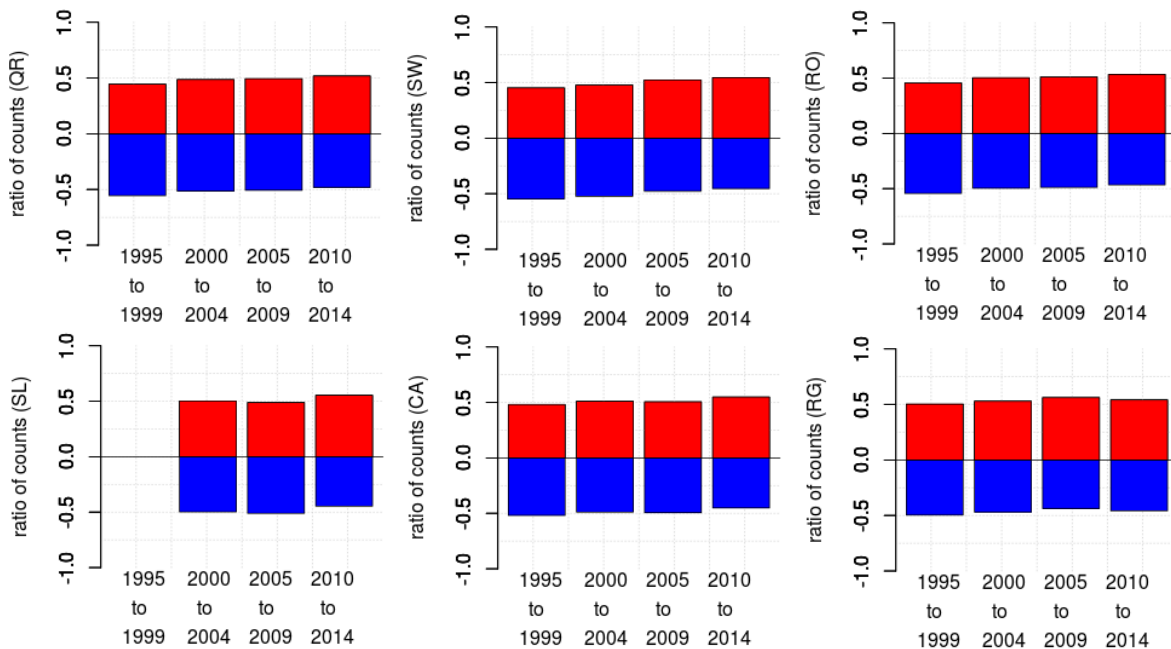 ratio of counts (QR)
1.0
0.5
0.0
-0.5
-1.0
1995 2000 2005 2010
to to to to
1999 2004 2009 2014
ratio of counts (SW)
1.0
0.5
0.0
-0.5
-1.0
1995 2000 2005 2010
to to to to
1999 2004 2009 2014
ratio of counts (RO)
1.0
0.5
0.0
-0.5
-1.0
1995 2000 2005 2010
to to to to
1999 2004 2009 2014
ratio of counts (SL)
1.0
0.5
0.0
-0.5
-1.0
1995 2000 2005 2010
to to to to
1999 2004 2009 2014
ratio of counts (CA)
1.0
0.5
0.0
-0.5
-1.0
1995 2000 2005 2010
to to to to
1999 2004 2009 2014
ratio of counts (RG)
1.0
0.5
0.0
-0.5
-1.0
1995 2000 2005 2010
to to to to
1999 2004 2009 2014